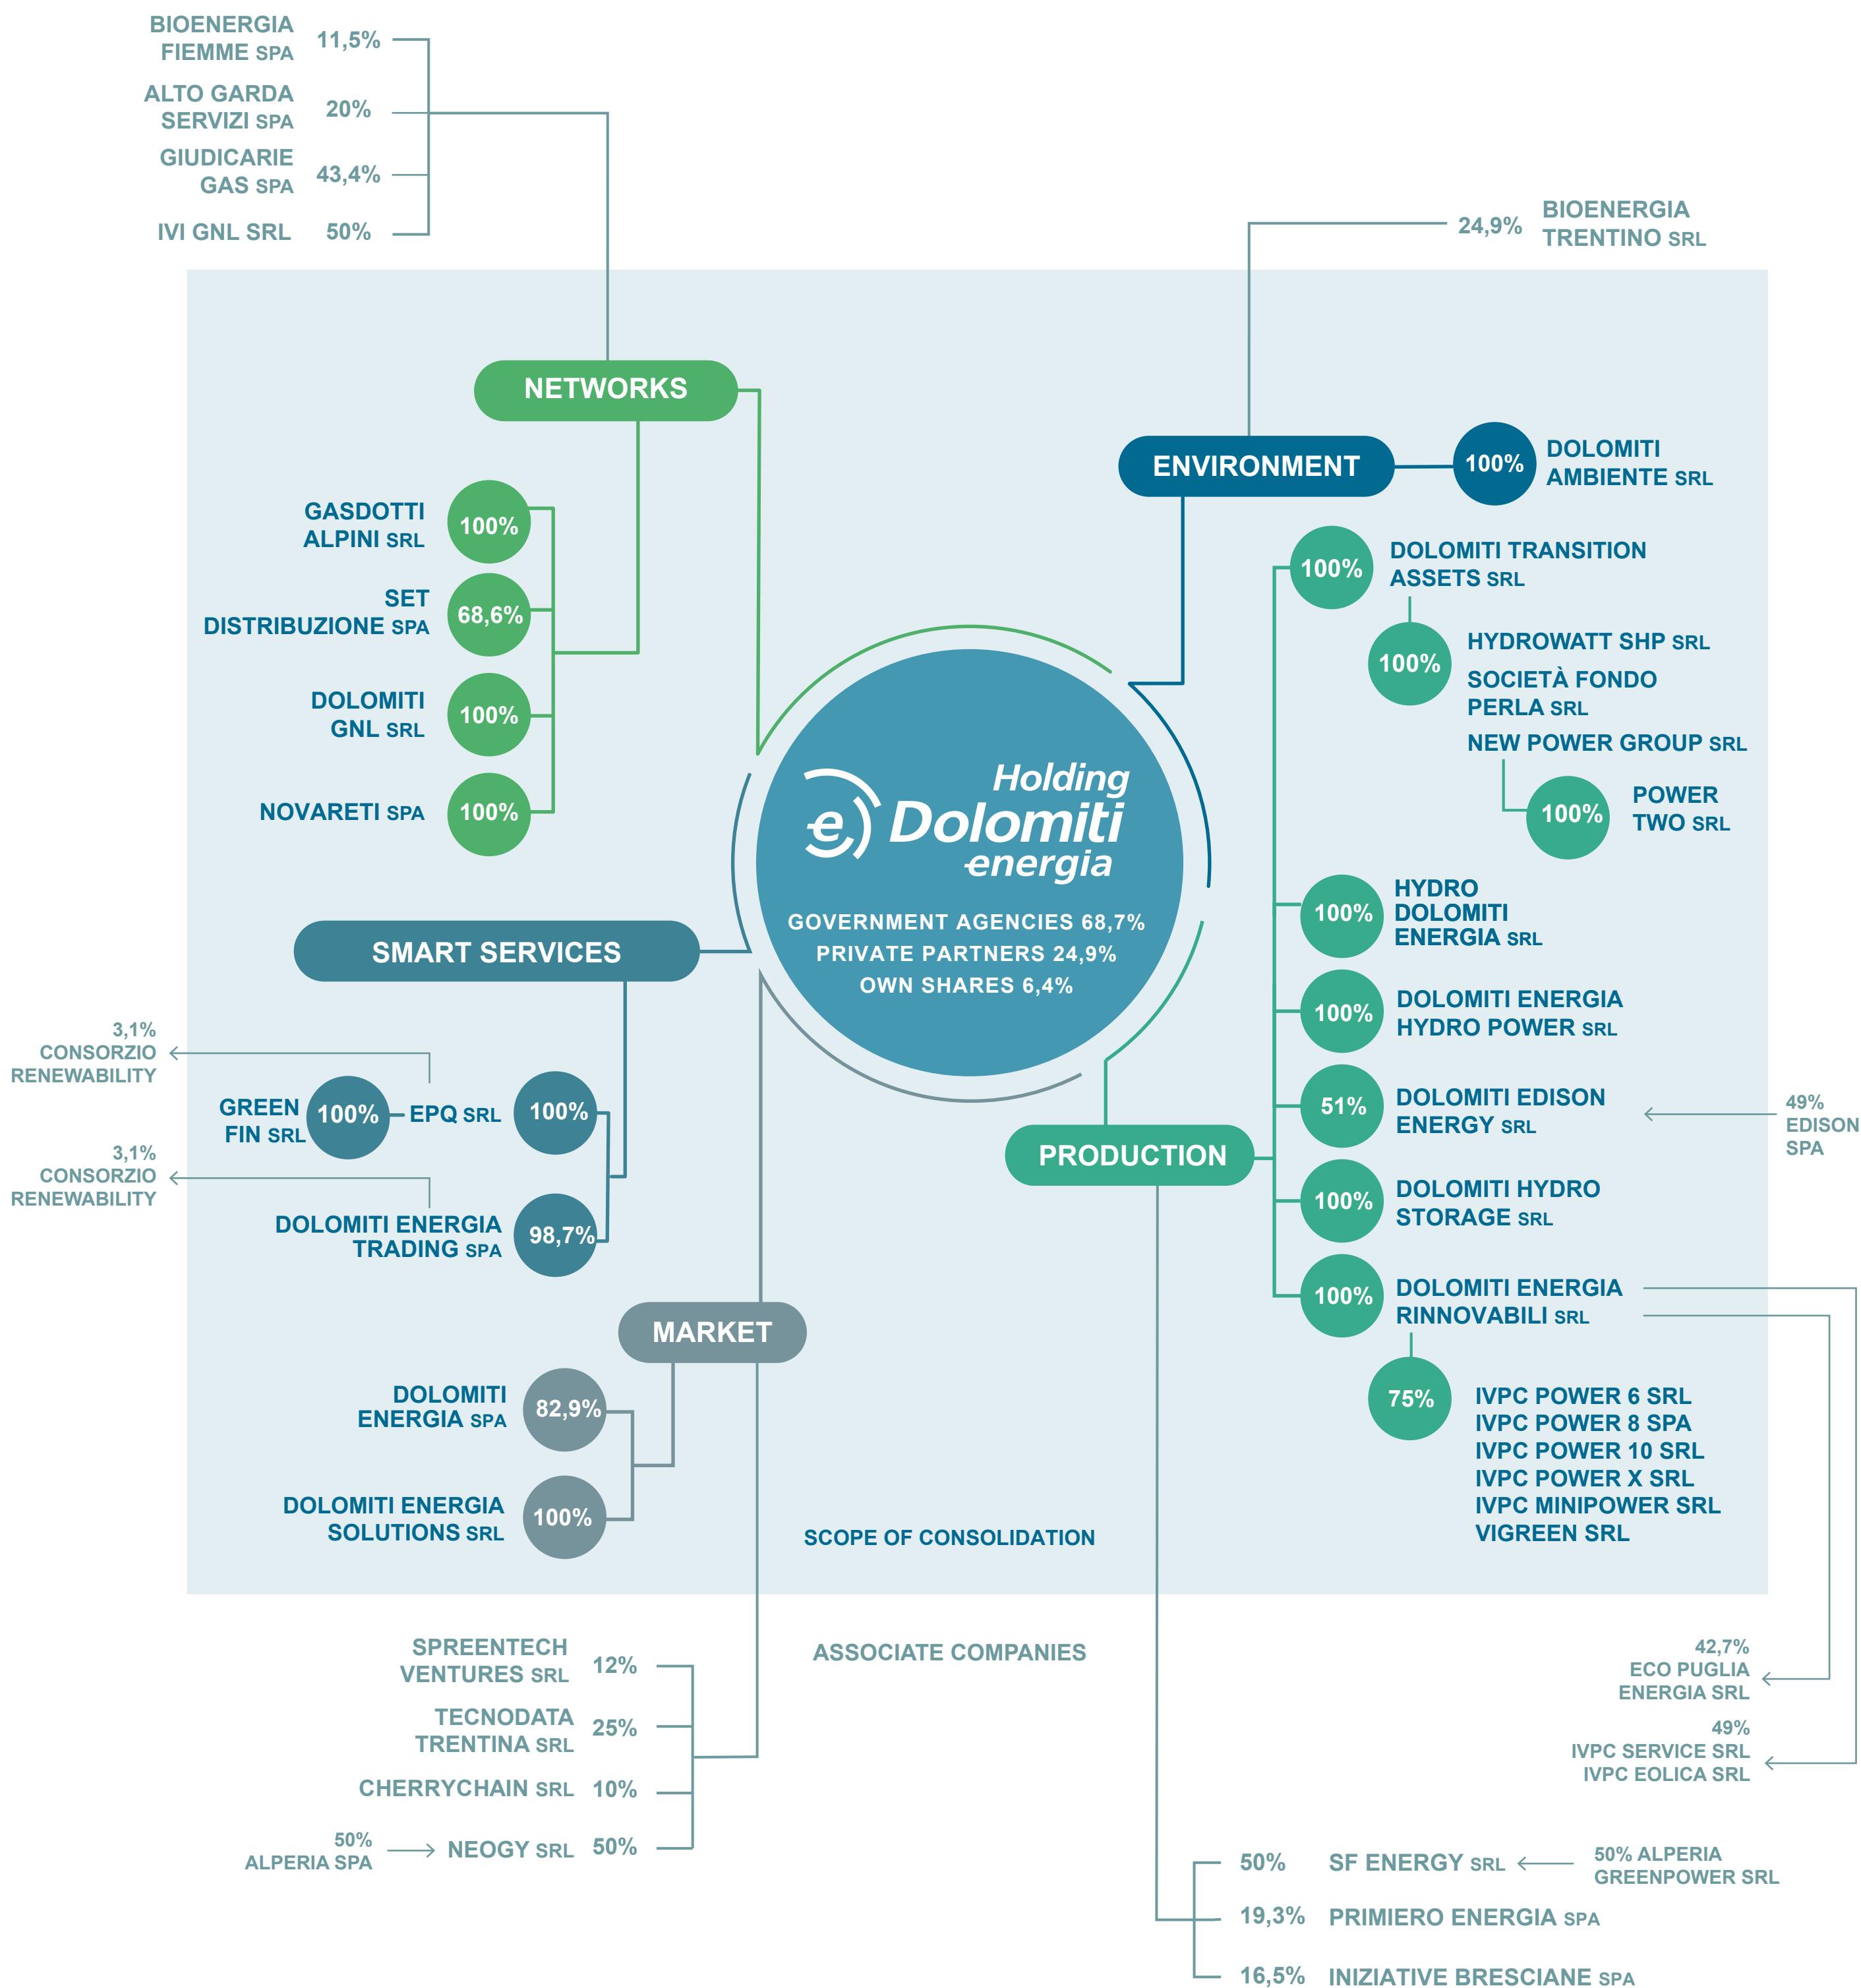 BIOENERGIA
FIEMME SPA
11,5%
ALTO GARDA
SERVIZI SPA
20%
GIUDICARIE
GAS SPA
43,4%
IVI GNL SRL
50%
24,9%
BIOENERGIA
TRENTINO SRL
NETWORKS
GASDOTTI
ALPINI SRL
100%
SET
DISTRIBUZIONE SPA
68,6%
DOLOMITI
GNL SRL
100%
NOVARETI SPA
100%
ENVIRONMENT
100%
DOLOMITI
AMBIENTE SRL
100%
DOLOMITI TRANSITION
ASSETS SRL
100%
HYDROWATT SHP SRL
SOCIETÀ FONDO
PERLA SRL
NEW POWER GROUP SRL
100%
POWER
TWO SRL
e
Holding
Dolomiti
energia
GOVERNMENT AGENCIES 68,7%
PRIVATE PARTNERS 24,9%
OWN SHARES 6,4%
100%
HYDRO
DOLOMITI
ENERGIA SRL
100%
DOLOMITI ENERGIA
HYDRO POWER SRL
51%
DOLOMITI EDISON
ENERGY SRL
49%
EDISON
SPA
PRODUCTION
100%
DOLOMITI HYDRO
STORAGE SRL
100%
DOLOMITI ENERGIA
RINNOVABILI SRL
75%
IVPC POWER 6 SRL
IVPC POWER 8 SPA
IVPC POWER 10 SRL
IVPC POWER X SRL
IVPC MINIPOWER SRL
VIGREEN SRL
SMART SERVICES
3,1%
CONSORZIO
RENEWABILITY
GREEN
FIN SRL
100%
EPQ SRL
100%
3,1%
CONSORZIO
RENEWABILITY
DOLOMITI ENERGIA
TRADING SPA
98,7%
MARKET
DOLOMITI
ENERGIA SPA
82,9%
DOLOMITI ENERGIA
SOLUTIONS SRL
100%
SCOPE OF CONSOLIDATION
ASSOCIATE COMPANIES
SPREENTECH
VENTURES SRL
12%
TECNODATA
TRENTINA SRL
25%
CHERRYCHAIN SRL
10%
50%
ALPERIA SPA
NEOGY SRL
50%
42,7%
ECO PUGLIA
ENERGIA SRL
49%
IVPC SERVICE SRL
IVPC EOLICA SRL
50%
SF ENERGY SRL
50% ALPERIA
GREENPOWER SRL
19,3%
PRIMIERO ENERGIA SPA
16,5%
INIZIATIVE BRESCIANE SPA